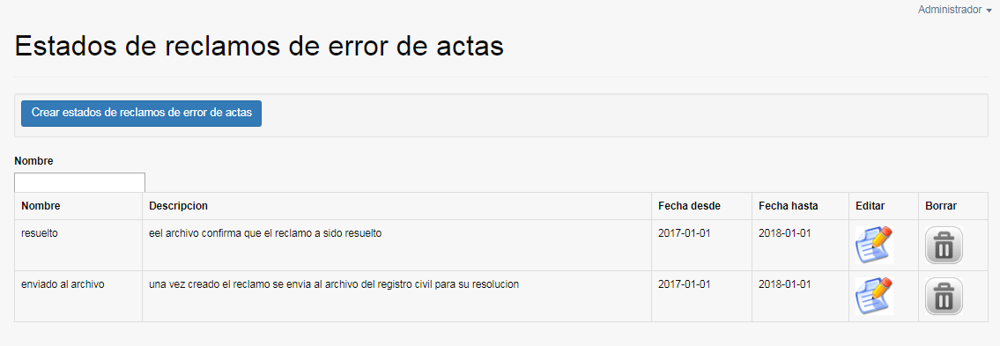 Administrador
Estados de reclamos de error de actas
Crear estados de reclamos de error de actas
Nombre
Nombre Descripcion Fecha desde Fecha hasta Editar Borrar
resuelto eel archivo confirma que el reclamo a sido resuelto 2017-01-01 2018-01-01
enviado al archivo una vez creado el reclamo se envia al archivo del registro civil para su resolucion 2017-01-01 2018-01-01